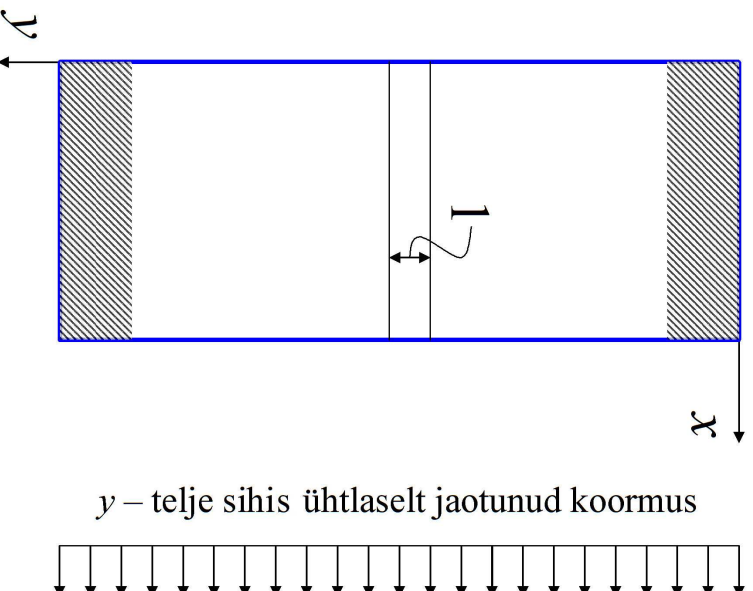 y
1
x
y – telje sihis ühtlaselt jaotunud koormus